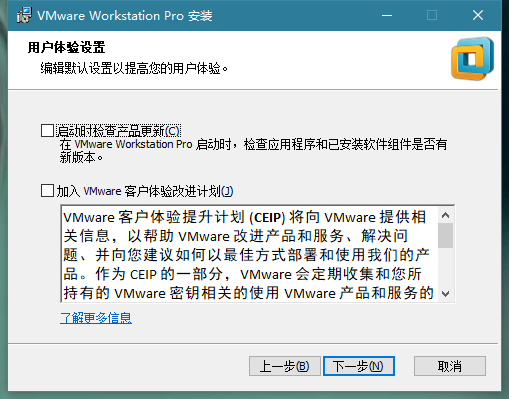 VMware Workstation Pro 安装
用户体验设置
编辑默认设置以提高您的用户体验。
启动时检查产品更新(C)
在 VMware Workstation Pro 启动时，检查应用程序和已安装软件组件是否有
新版本。
加入 VMware 客户体验改进计划(J)
VMware 客户体验提升计划 (CEIP) 将向 VMware 提供相
关信息，以帮助 VMware 改进产品和服务、解决问
题、并向您建议如何以最佳方式部署和使用我们的产
品。作为 CEIP 的一部分，VMware 会定期收集和您所
持有的 VMware 密钥相关的使用 VMware 产品和服务的
了解更多信息
上一步(B) 下一步(N) 取消